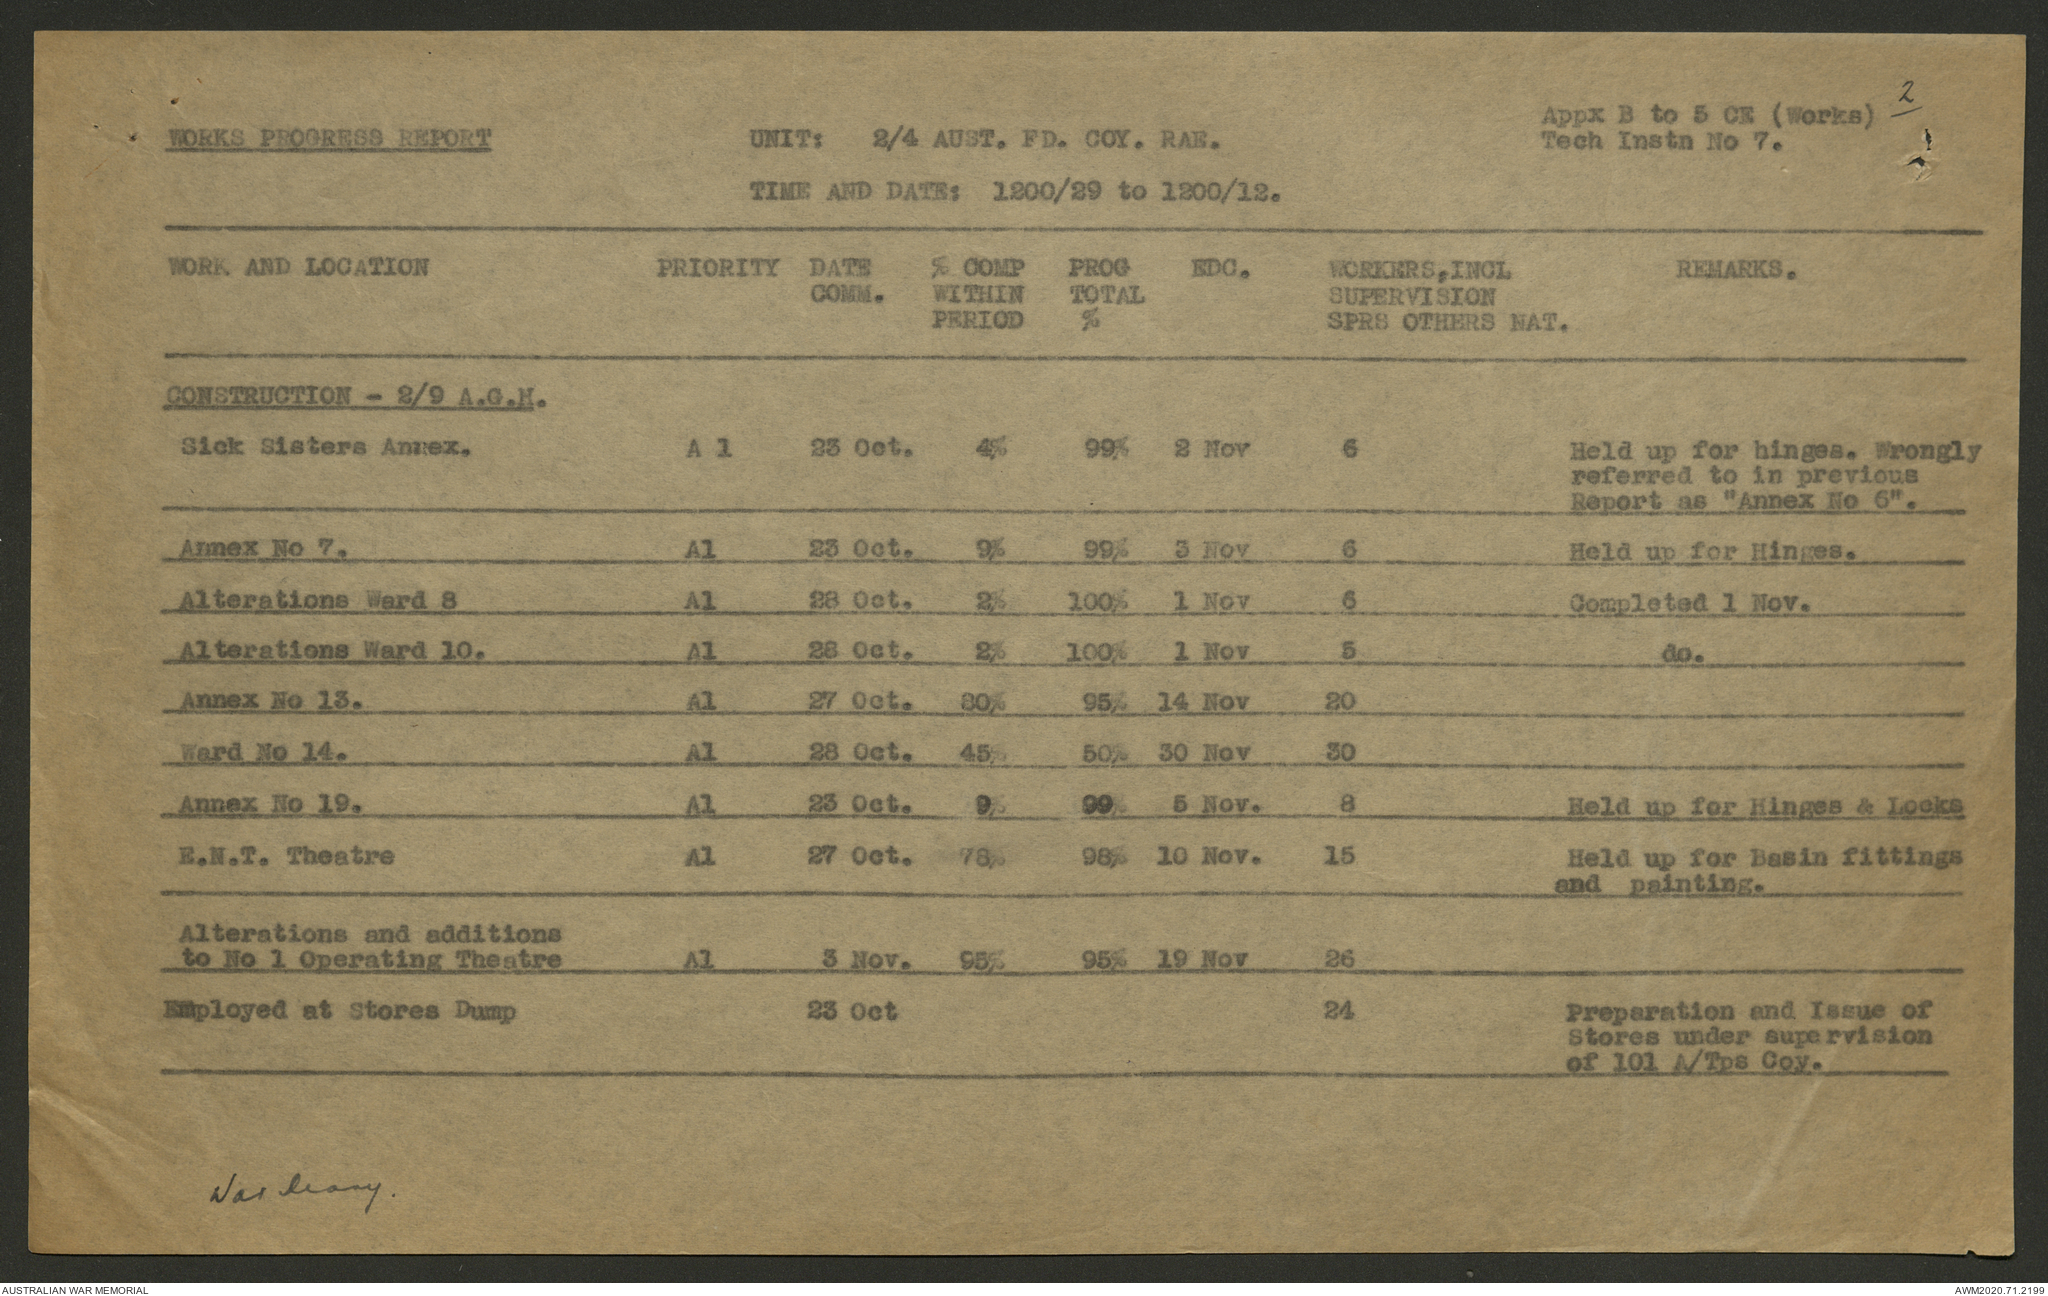 2
Appx B to 5 CE (Works)
WORKS PROGRESS REPORT UNIT: 2/4 AUST. FD. COY. RAE. Tech Instn No 7.
TIME AND DATE: 1200/29 to 1200/12.
WORK AND LOCATION PRIORITY DATE % COMP PROG EDC. WORKERS,INCL REMARKS.
COMM. WITHIN TOTAL SUPERVISION
PERIOD % SPRS OTHERS NAT.
CONSTRUCTION - 2/9 A.G.H.
Sick Sisters Annex. A 1 23 Oct. 4% 99% 2 Nov 6 Held up for hinges. Wrongly
referred to in previous
Report as "Annex No 6".
Annex No 7. A1 23 Oct. 9% 99% 3 Nov 6 Held up for Hinges.
Alterations Ward 8 A1 28 Oct. 2% 100% 1 Nov 6 Completed 1 Nov.
Alterations Ward 10. A1 28 Oct. 2% 100% 1 Nov 5 do.
Annex No 13. A1 27 Oct. 80% 95% 14 Nov 20
Ward No 14. A1 28 Oct. 45% 50% 30 Nov 30
Annex No 19. A1 23 Oct. 9% 99% 5 Nov. 8 Held up for Hinges & Locks
E.N.T. Theatre A1 27 Oct. 78% 98% 10 Nov. 15 Held up for Basin fittings
and painting.
Alterations and additions
to No 1 Operating Theatre A1 3 Nov. 95% 95% 19 Nov 26
Employed at Stores Dump 23 Oct 24 Preparation and Issue of
Stores under supervision
of 101 A/Tps Coy.
War Diary.
AUSTRALIAN WAR MEMORIAL AWM2020.71.2199